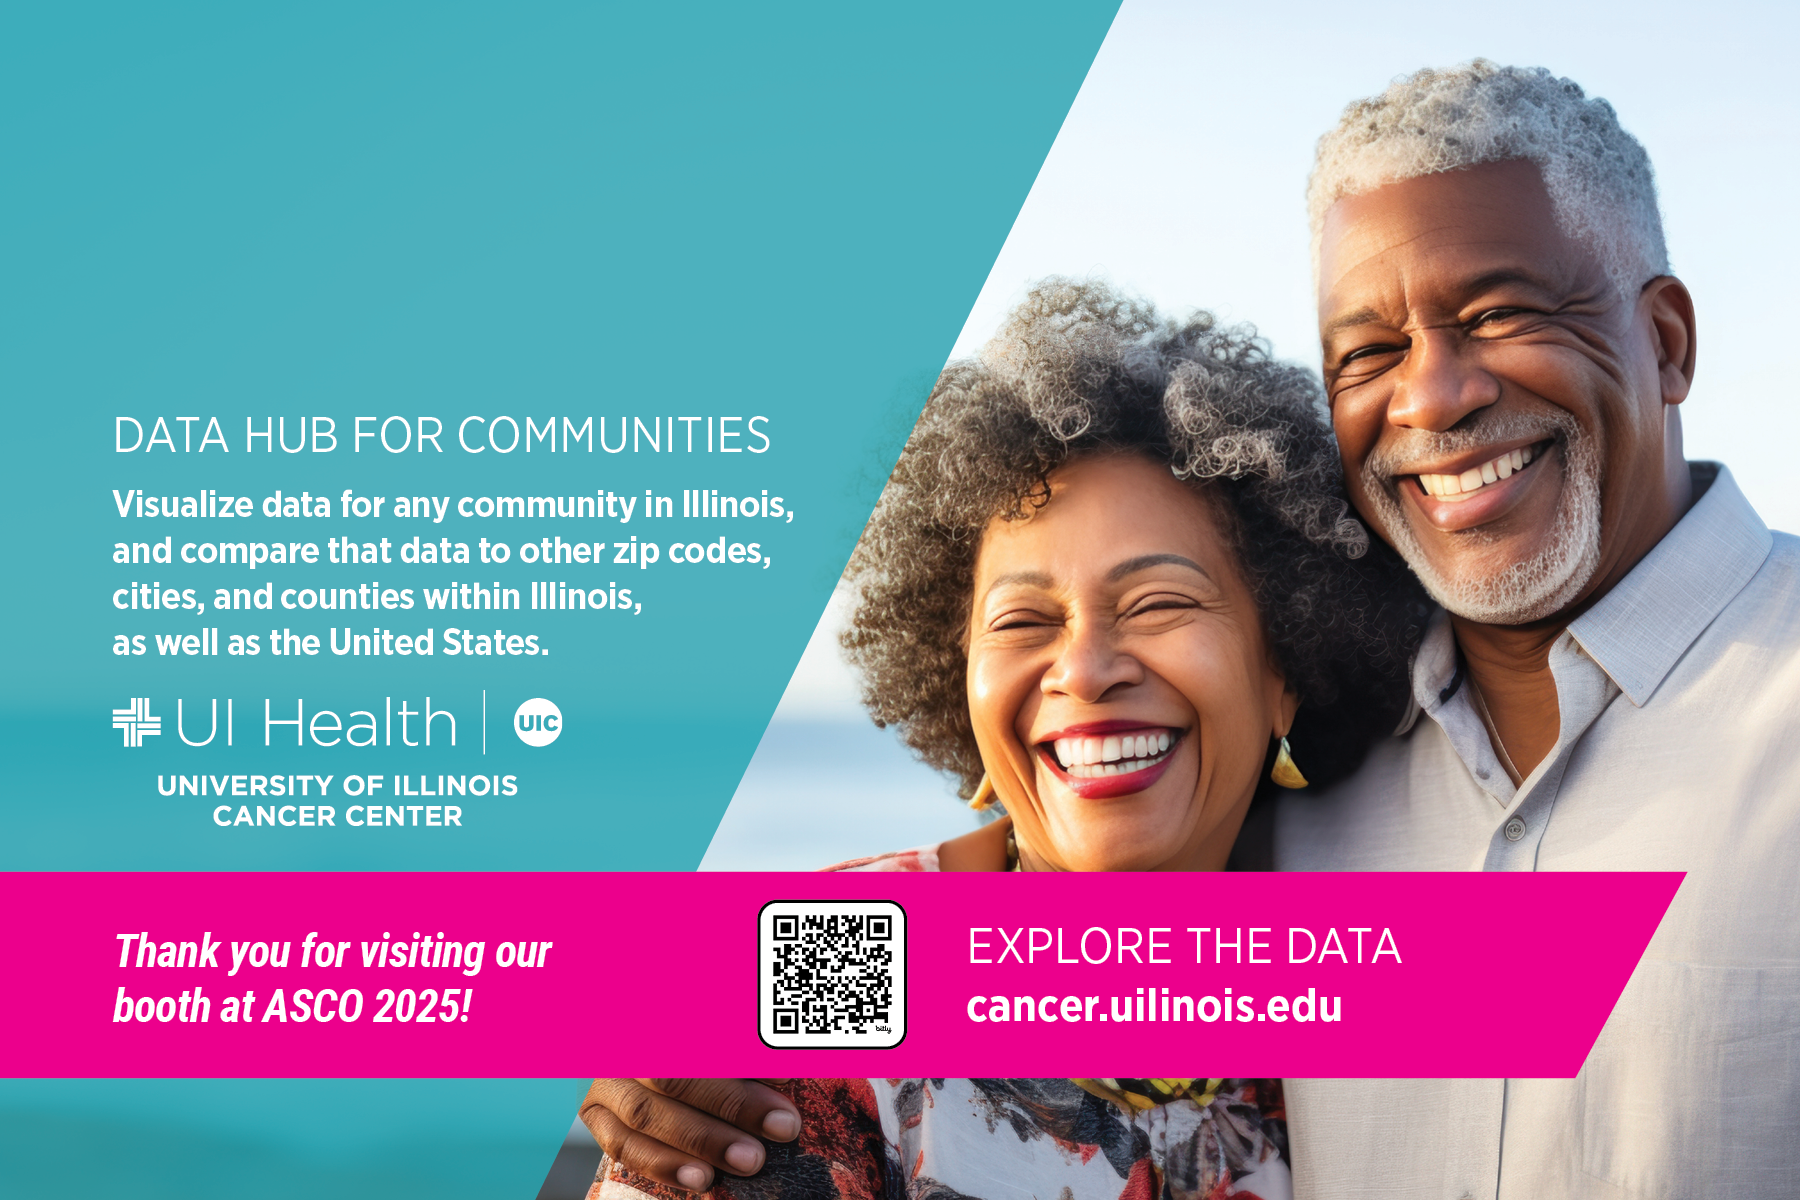 DATA HUB FOR COMMUNITIES
Visualize data for any community in Illinois,
and compare that data to other zip codes,
cities, and counties within Illinois,
as well as the United States.
UI Health
UIC
UNIVERSITY OF ILLINOIS
CANCER CENTER
Thank you for visiting our
booth at ASCO 2025!
bitly
EXPLORE THE DATA
cancer.uilinois.edu